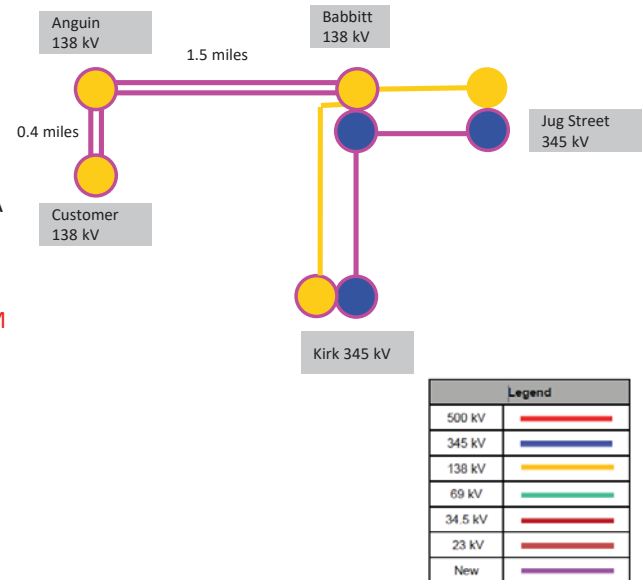 Anguin
138 kV
Babbitt
138 kV
1.5 miles
Jug Street
345 kV
0.4 miles
Customer
138 kV
Kirk 345 kV
Legend
500 kV
345 kV
138 kV
69 kV
34.5 kV
23 kV
New